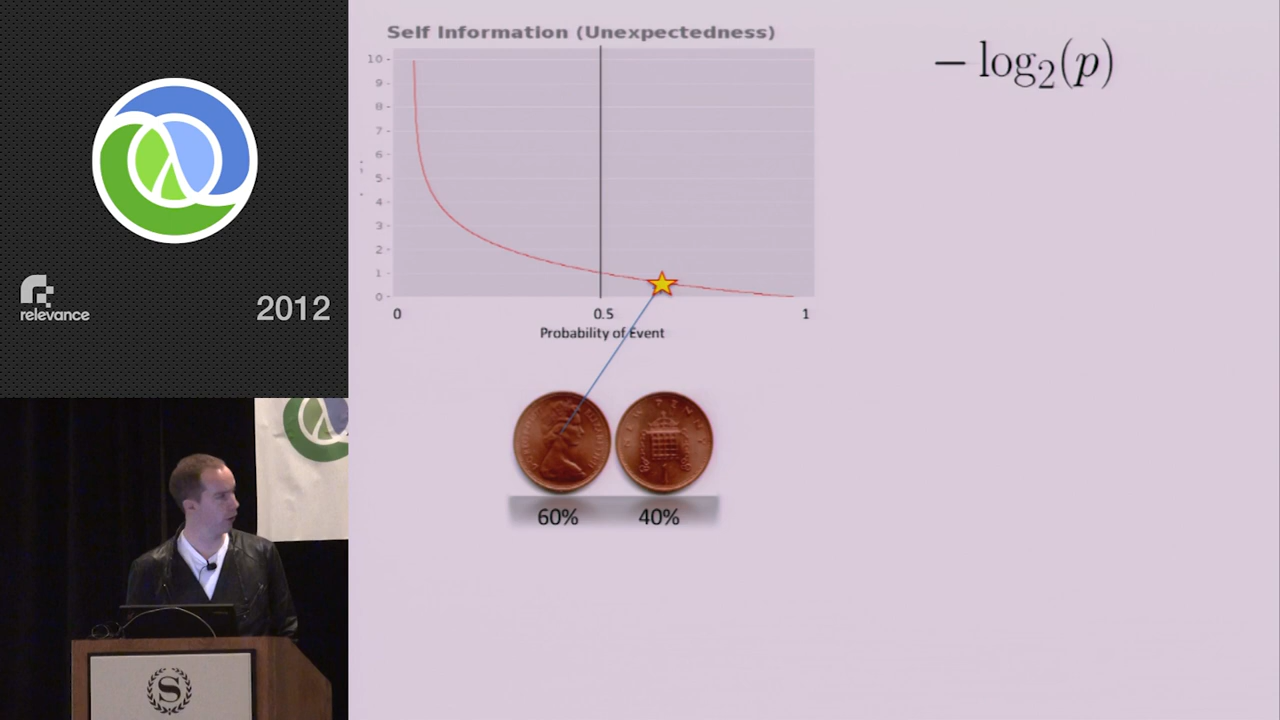 Self Information (Unexpectedness)
− log₂(p)
10
9
8
7
6
5
4
3
2
1
0
0 0.5 1
Probability of Event
60% 40%
relevance
2012
S